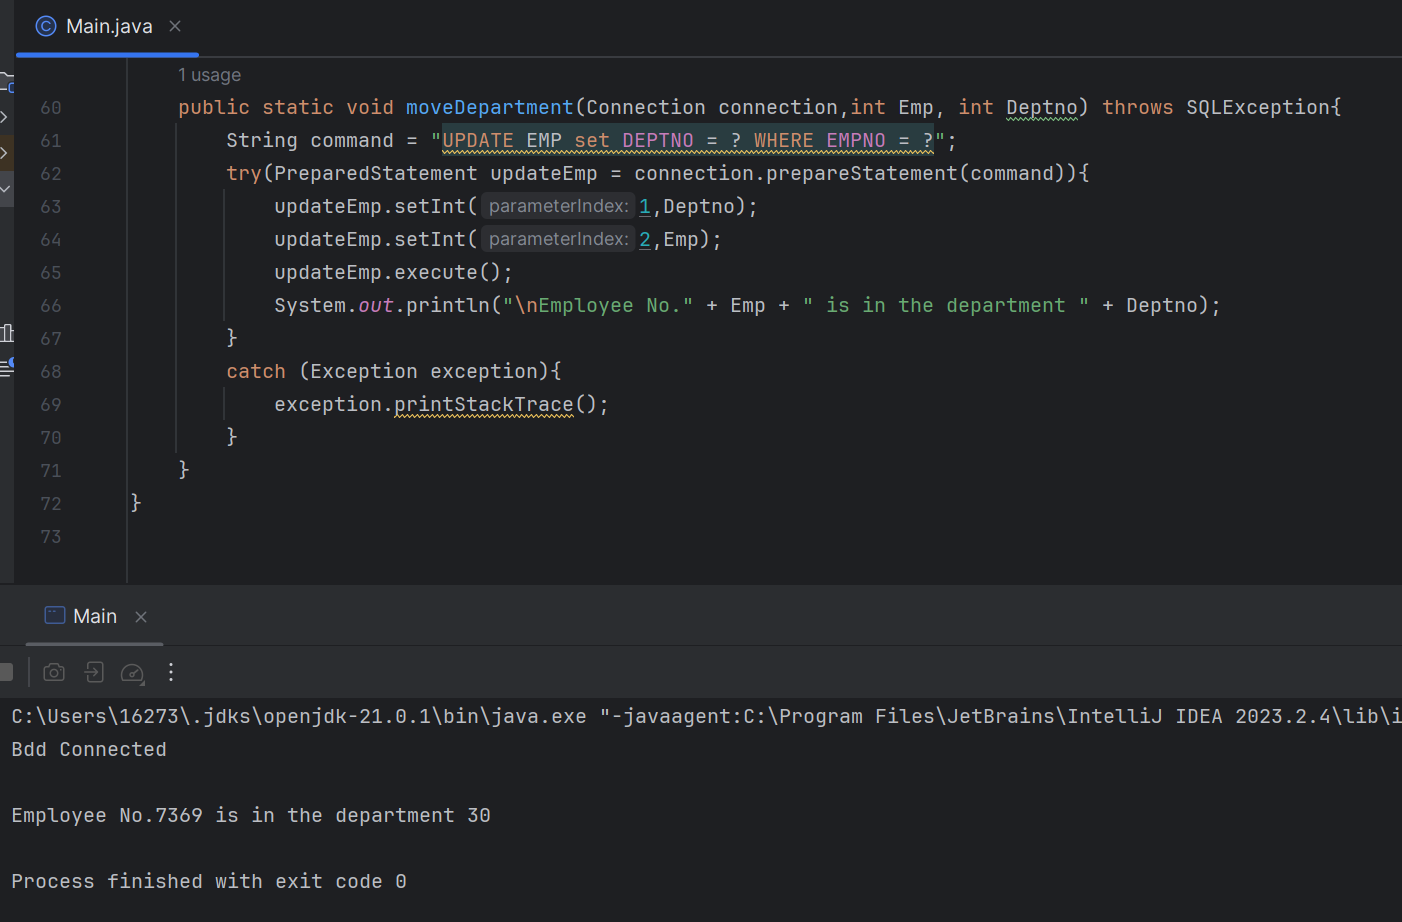 Main.java
1 usage
60 public static void moveDepartment(Connection connection,int Emp, int Deptno) throws SQLException{
61 String command = "UPDATE EMP set DEPTNO = ? WHERE EMPNO = ?";
62 try(PreparedStatement updateEmp = connection.prepareStatement(command)){
63 updateEmp.setInt( parameterIndex: 1,Deptno);
64 updateEmp.setInt( parameterIndex: 2,Emp);
65 updateEmp.execute();
66 System.out.println("\nEmployee No." + Emp + " is in the department " + Deptno);
67 }
68 catch (Exception exception){
69 exception.printStackTrace();
70 }
71 }
72 }
73
Main
C:\Users\16273\.jdks\openjdk-21.0.1\bin\java.exe "-javaagent:C:\Program Files\JetBrains\IntelliJ IDEA 2023.2.4\lib\i
Bdd Connected
Employee No.7369 is in the department 30
Process finished with exit code 0